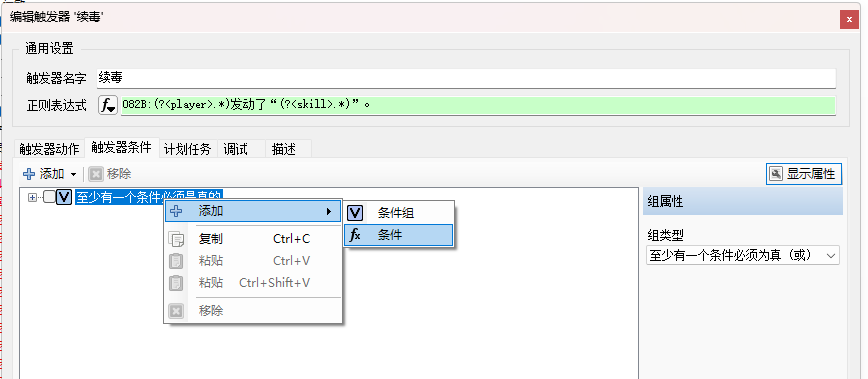 编辑触发器 '续毒'
通用设置
触发器名字 续毒
正则表达式 f 082B:(?<player>.*)发动了“(?<skill>.*)”。
触发器动作 触发器条件 计划任务 调试 描述
添加 移除 显示属性
至少有一个条件必须是真的 组属性
添加 条件组
fx 条件
组类型
复制 Ctrl+C
至少有一个条件必须为真（或）
粘贴 Ctrl+V
粘贴 Ctrl+Shift+V
移除